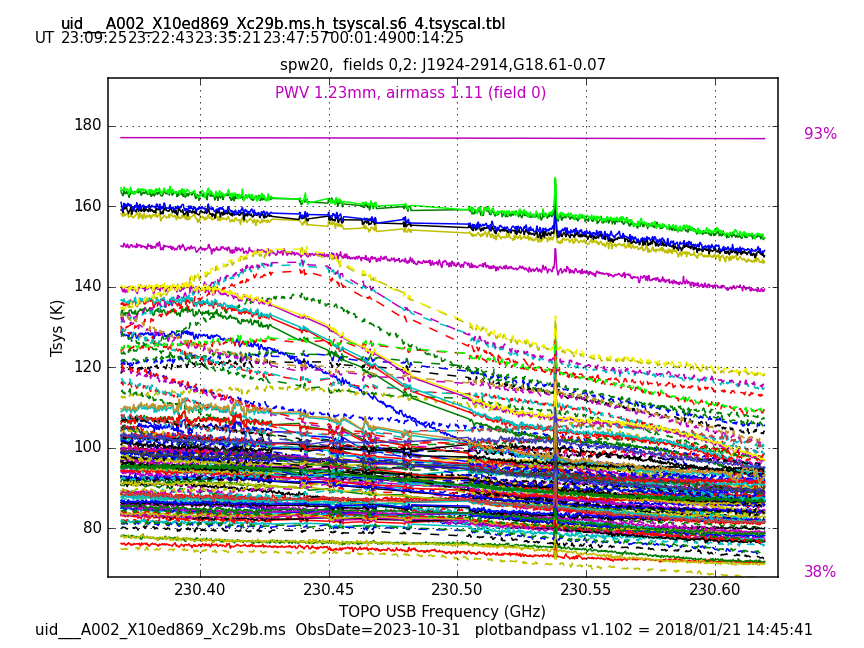 uid___A002_X10ed869_Xc29b.ms.h_tsyscal.s6_4.tsyscal.tbl
UT 23:09:25 23:22:43 23:35:21 23:47:57 00:01:49 00:14:25
spw20, fields 0,2: J1924-2914,G18.61-0.07
PWV 1.23mm, airmass 1.11 (field 0)
93%
180
160
140
120
100
80
Tsys (K)
38%
230.40 230.45 230.50 230.55 230.60
TOPO USB Frequency (GHz)
uid___A002_X10ed869_Xc29b.ms ObsDate=2023-10-31 plotbandpass v1.102 = 2018/01/21 14:45:41